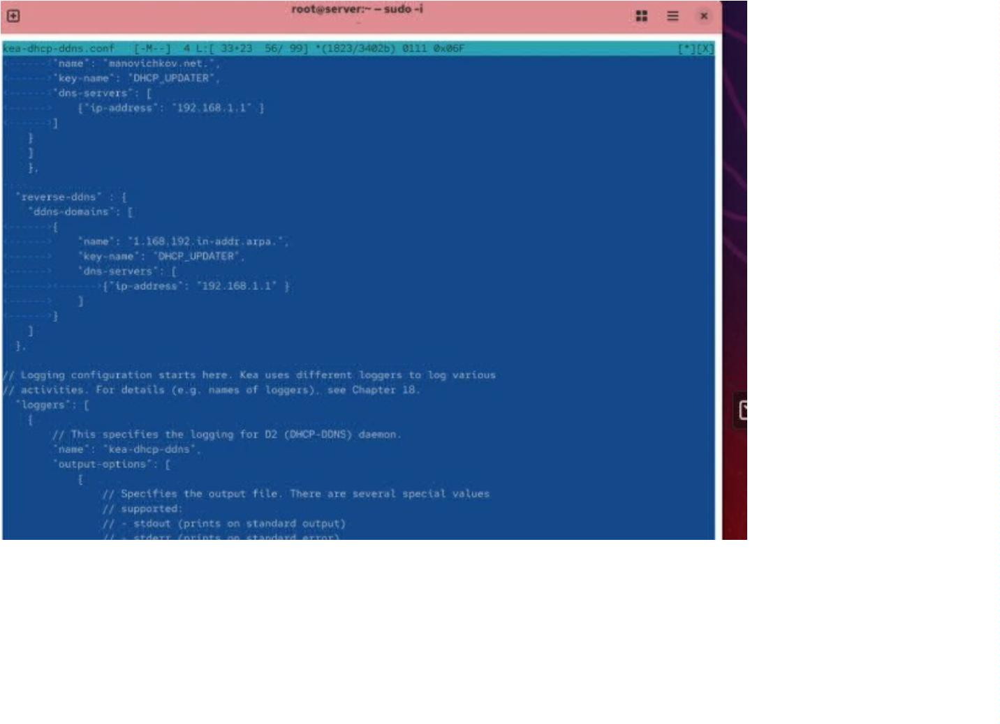 root@server:~ — sudo -i
kea-dhcp-ddns.conf [-M--] 4 L:[ 33+23 56/ 99] *(1823/3402b) 0111 0x06F [*][X]
"name": "manovichkov.net.",
"key-name": "DHCP_UPDATER",
"dns-servers": [
{"ip-address": "192.168.1.1" }
]
}
]
},
"reverse-ddns" : {
"ddns-domains": [
{
"name": "1.168.192.in-addr.arpa.",
"key-name": "DHCP_UPDATER",
"dns-servers": [
{"ip-address": "192.168.1.1" }
]
}
]
},
// Logging configuration starts here. Kea uses different loggers to log various
// activities. For details (e.g. names of loggers), see Chapter 18.
"loggers": [
{
// This specifies the logging for D2 (DHCP-DDNS) daemon.
"name": "kea-dhcp-ddns",
"output-options": [
{
// Specifies the output file. There are several special values
// supported:
// - stdout (prints on standard output)
// - stderr (prints on standard error)